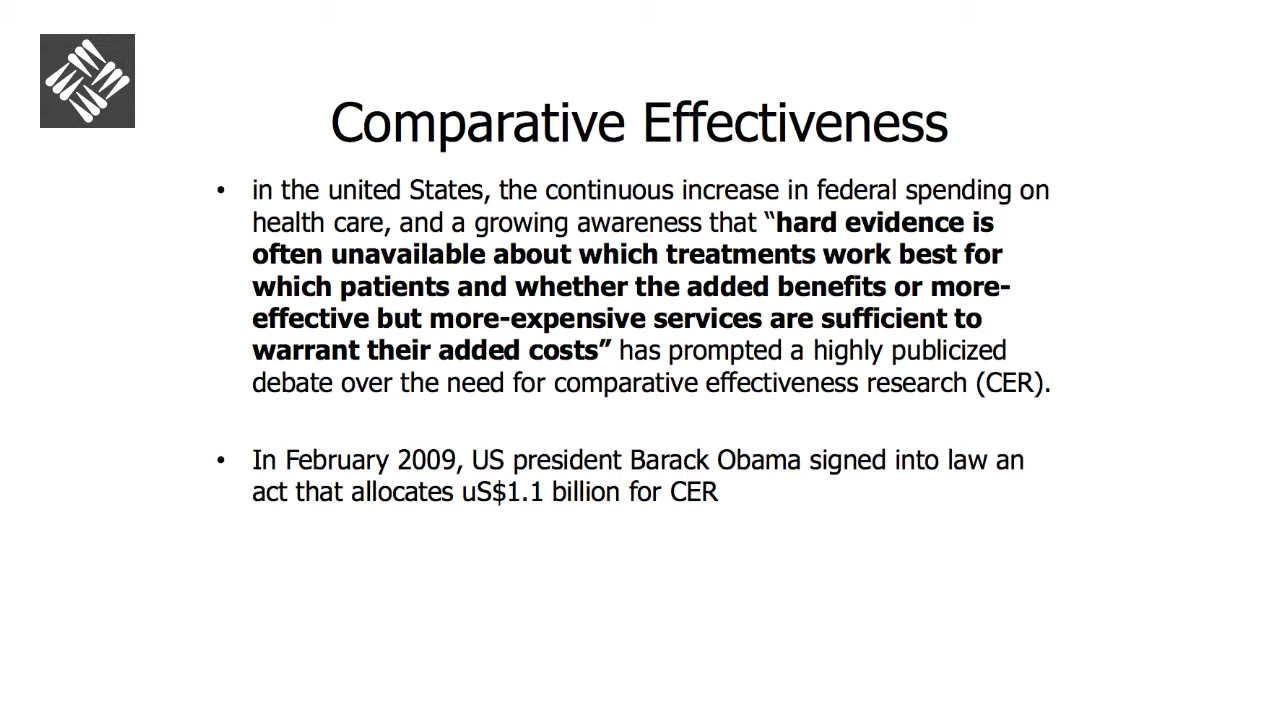 Comparative Effectiveness
• in the united States, the continuous increase in federal spending on
health care, and a growing awareness that “hard evidence is
often unavailable about which treatments work best for
which patients and whether the added benefits or more-
effective but more-expensive services are sufficient to
warrant their added costs” has prompted a highly publicized
debate over the need for comparative effectiveness research (CER).
• In February 2009, US president Barack Obama signed into law an
act that allocates uS$1.1 billion for CER